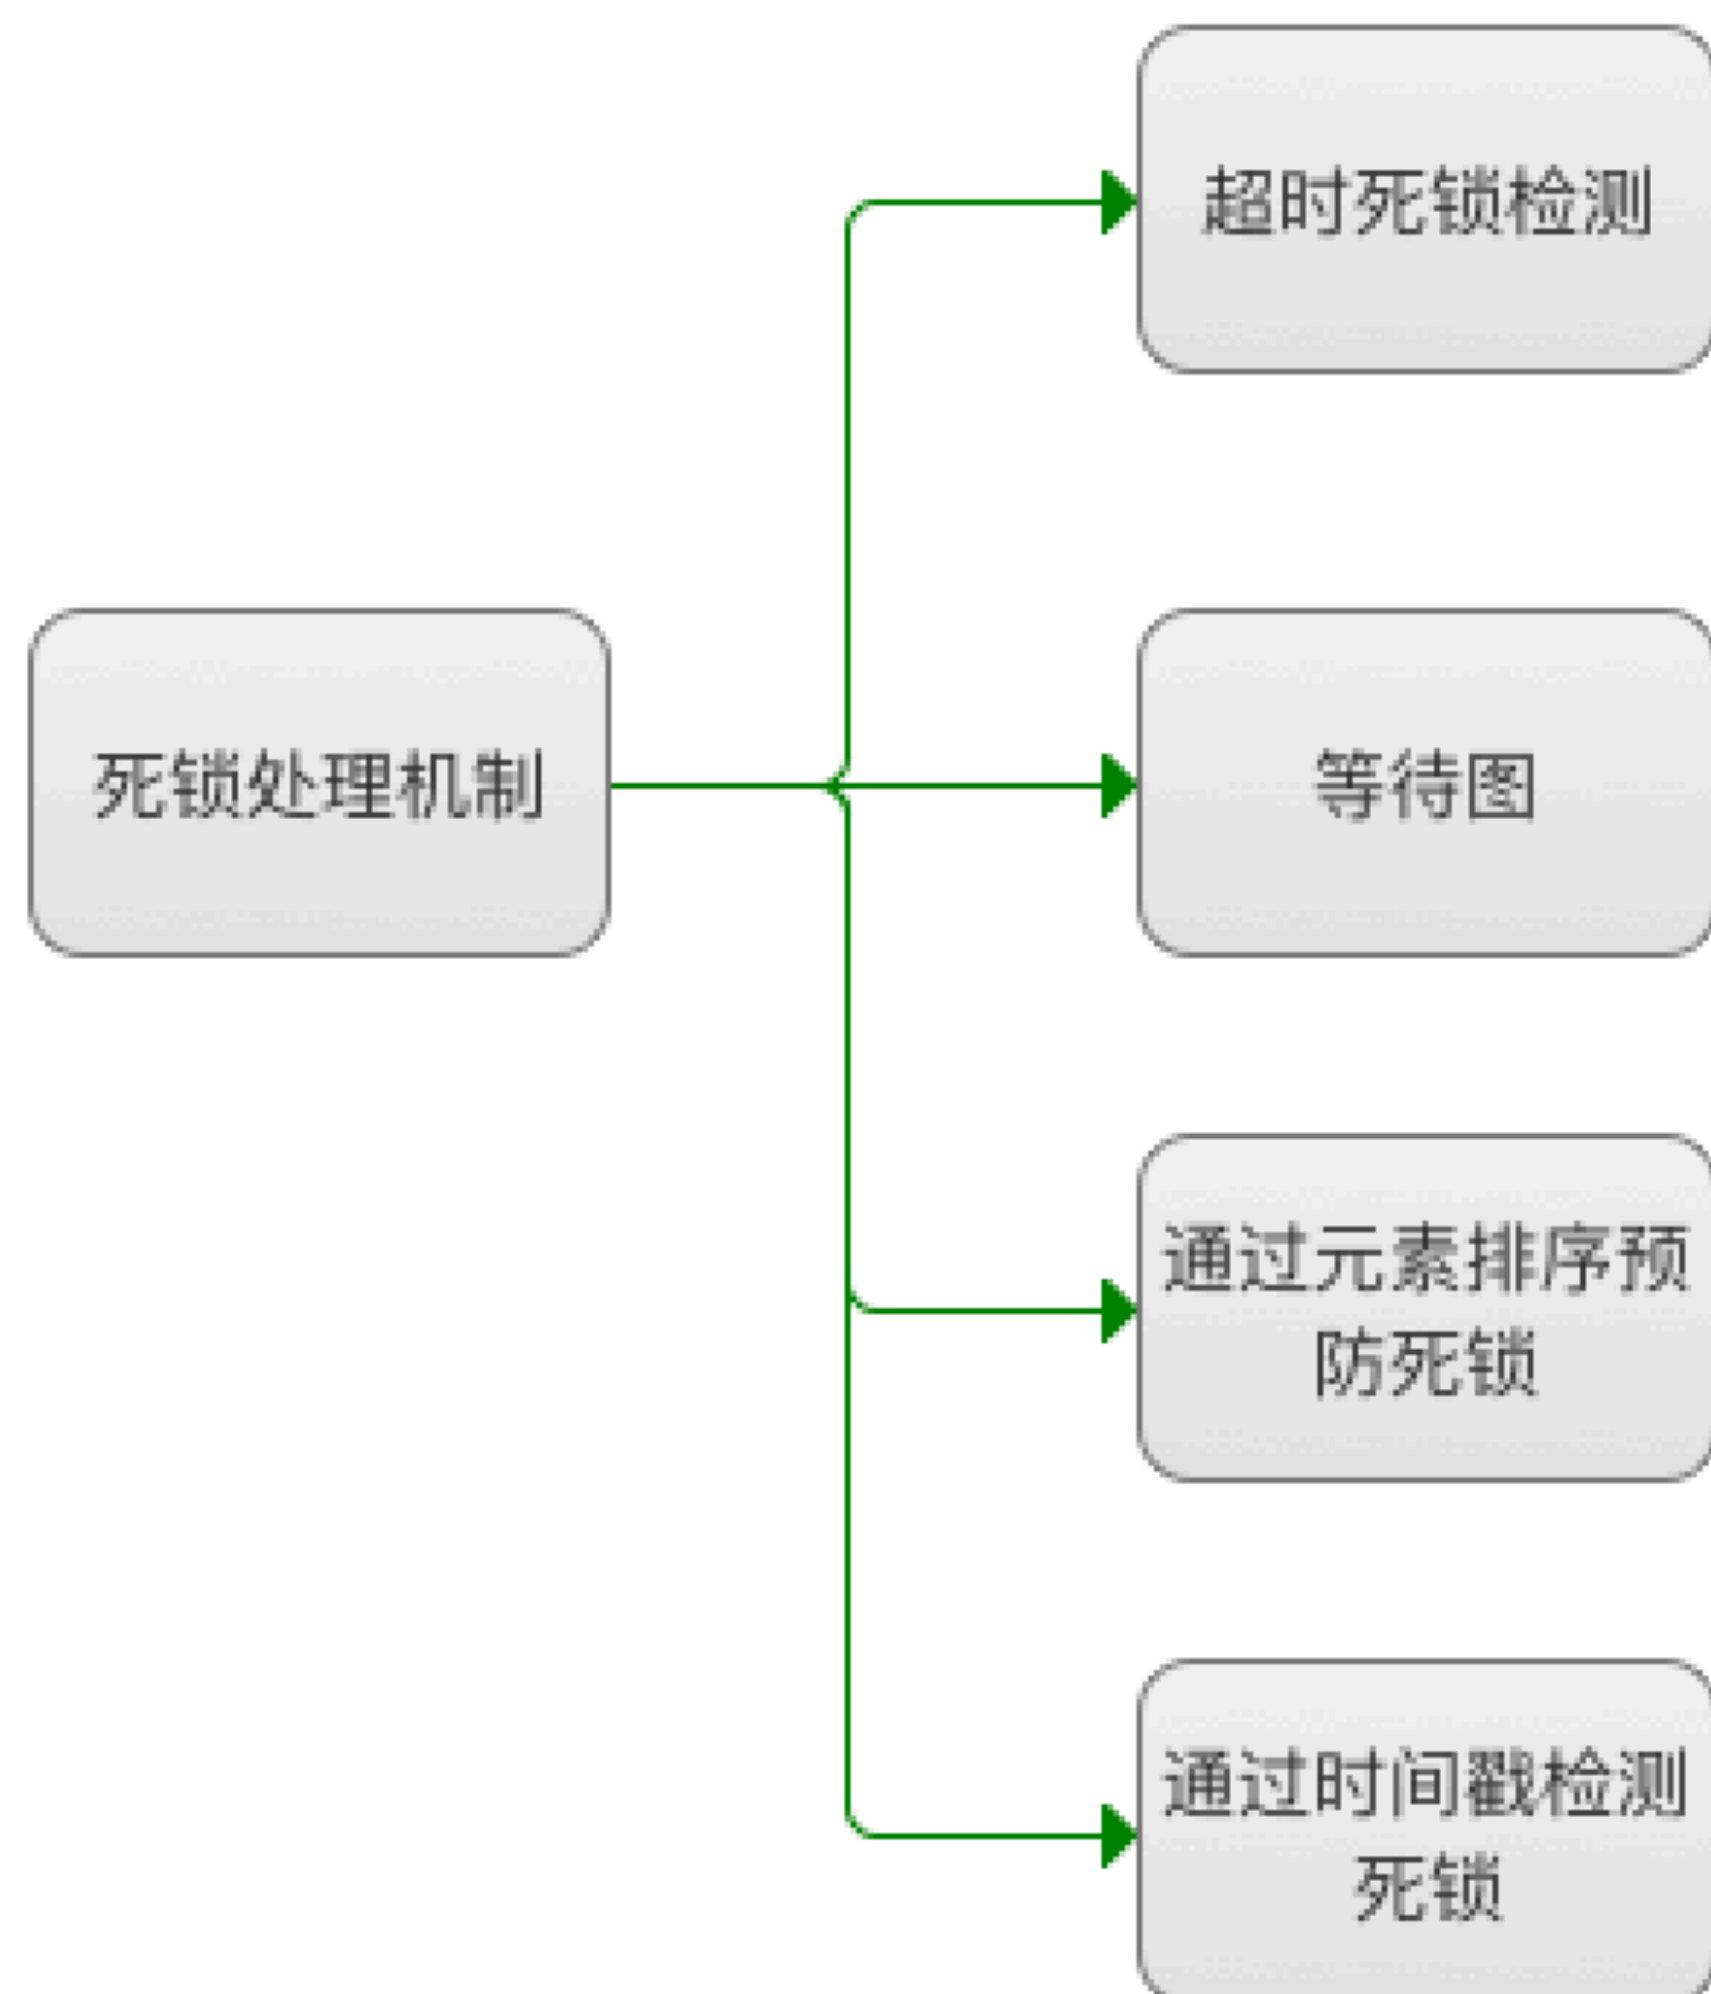 超时死锁检测
死锁处理机制
等待图
通过元素排序预
防死锁
通过时间戳检测
死锁